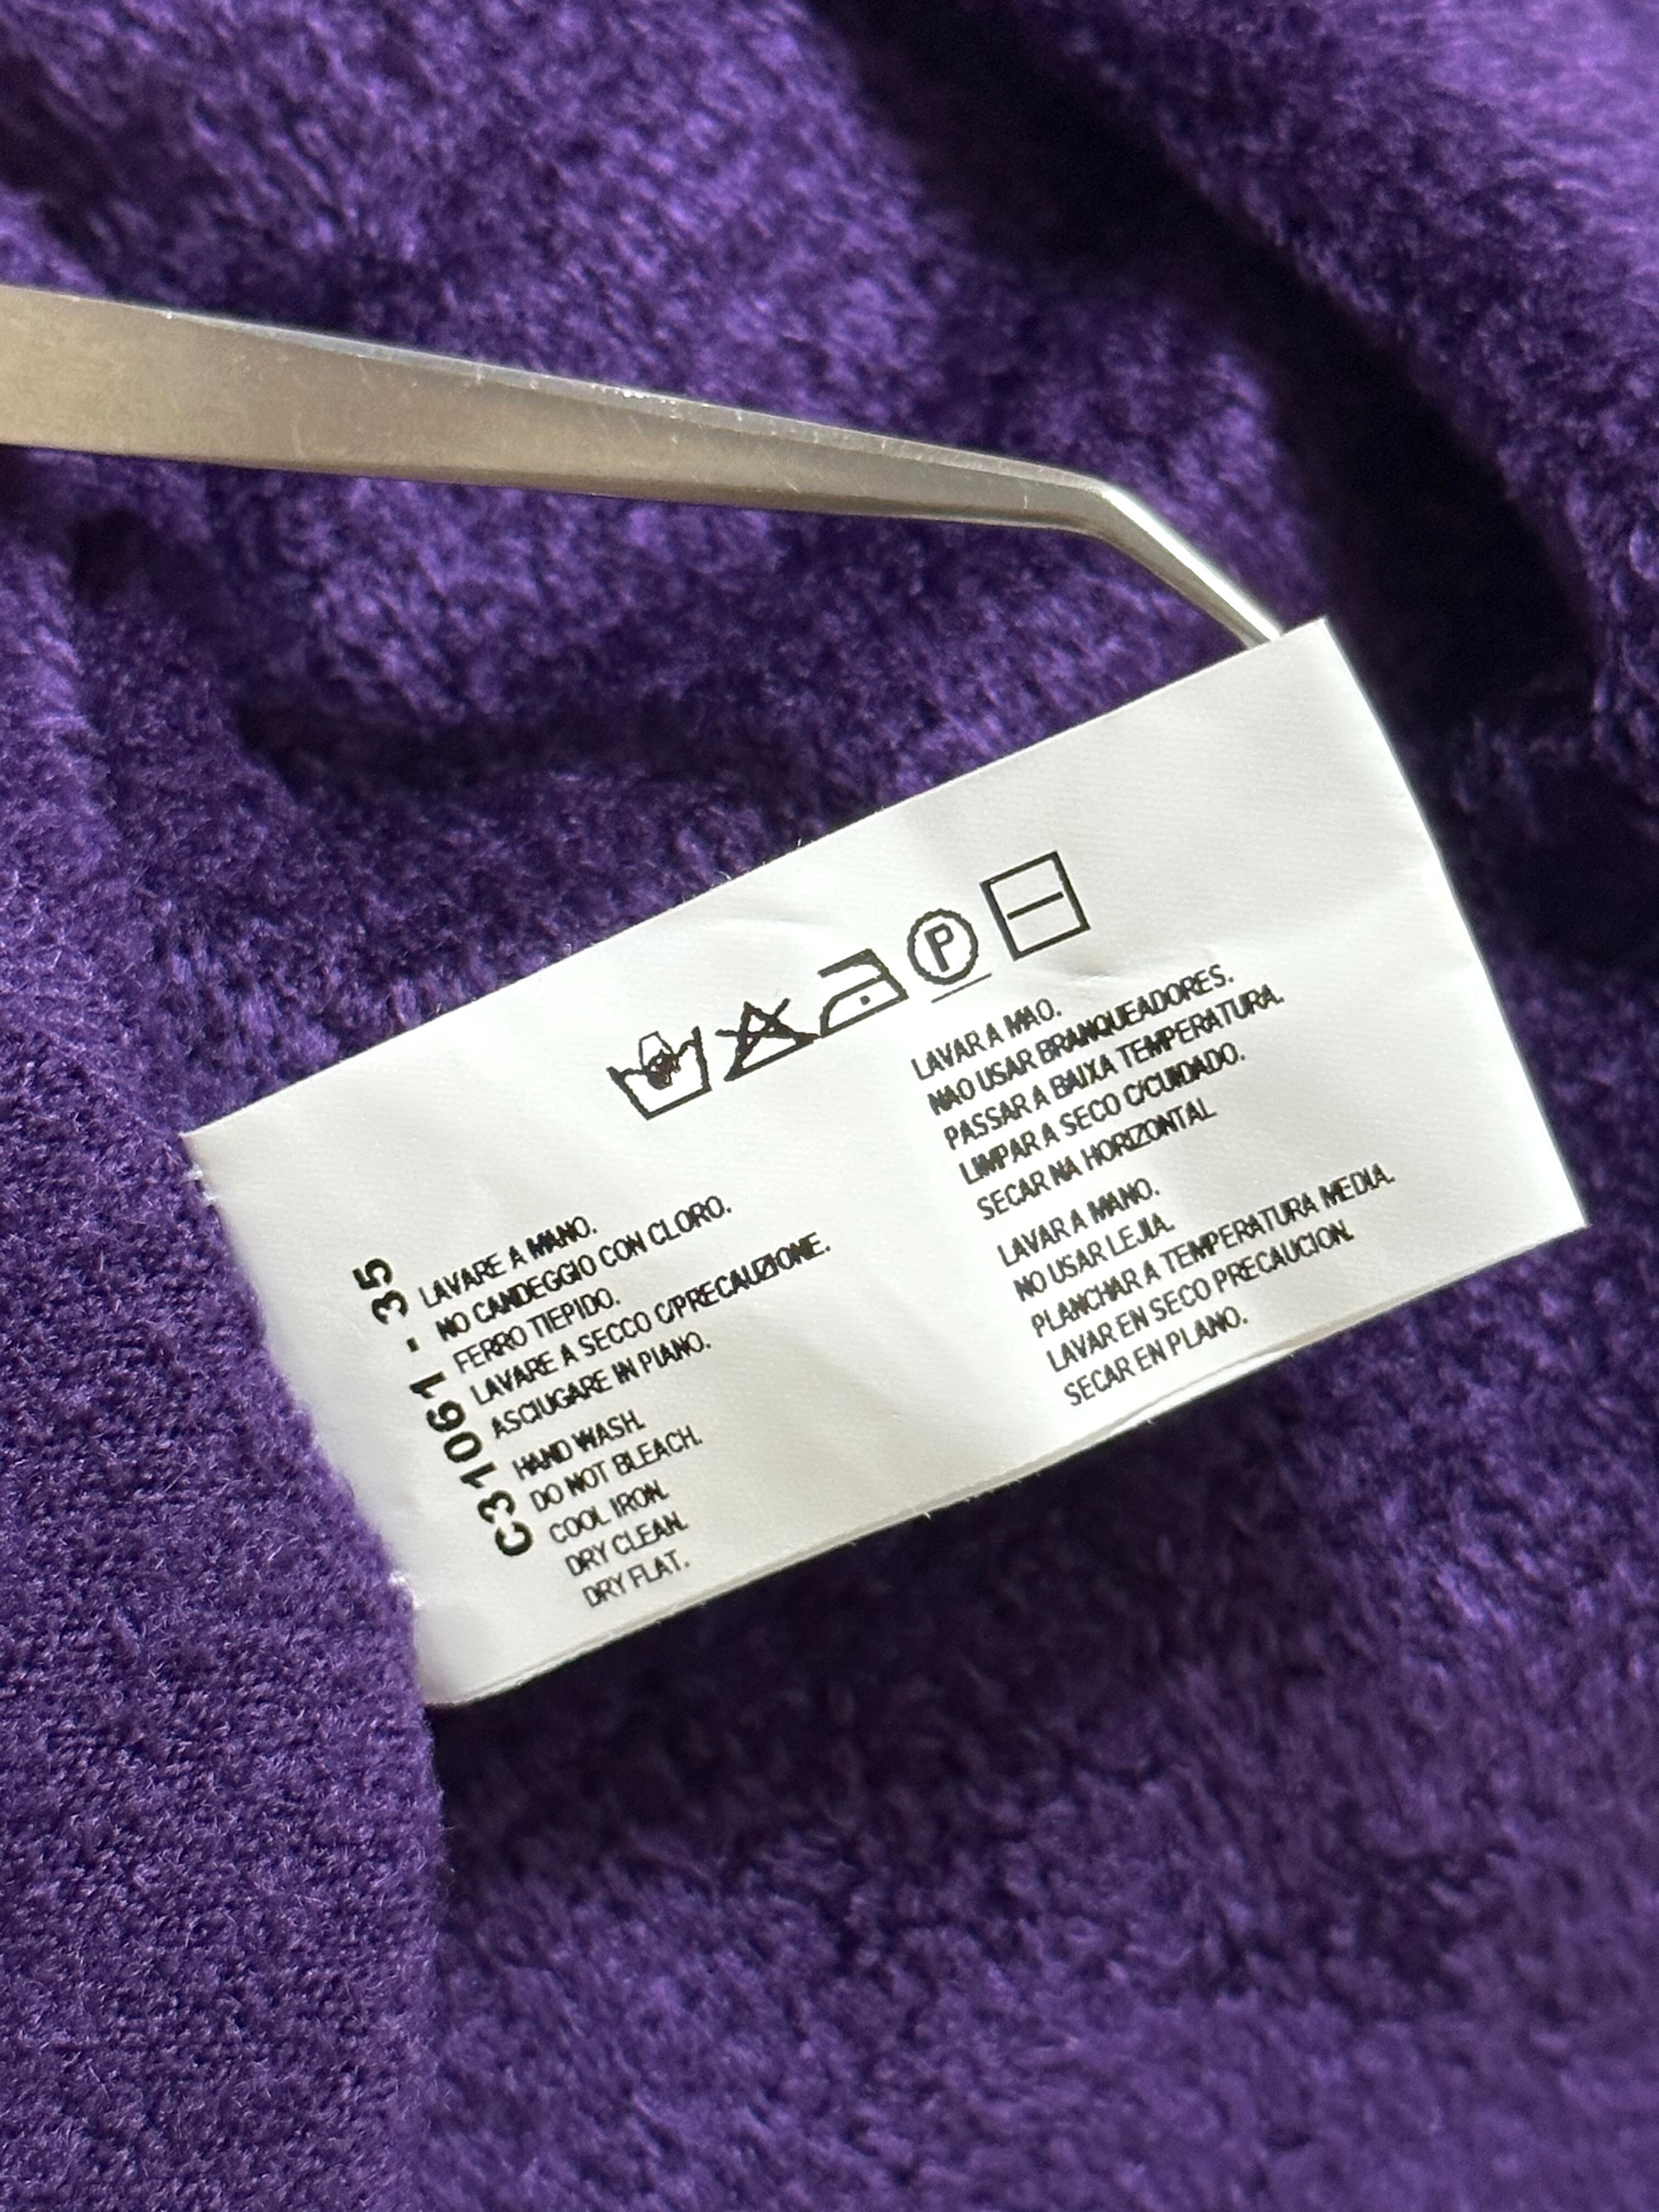 P
C31061 - 35
LAVARE A MANO.
NO CANDEGGIO CON CLORO.
FERRO TIEPIDO.
LAVARE A SECCO C/PRECAUZIONE.
ASCIUGARE IN PIANO.
HAND WASH.
DO NOT BLEACH.
COOL IRON.
DRY CLEAN.
DRY FLAT.
LAVAR A MAO.
NAO USAR BRANQUEADORES.
PASSAR A BAIXA TEMPERATURA.
LIMPAR A SECO C/CUIDADO.
SECAR NA HORIZONTAL
LAVAR A MANO.
NO USAR LEJIA.
PLANCHAR A TEMPERATURA MEDIA.
LAVAR EN SECO PRECAUCION.
SECAR EN PLANO.